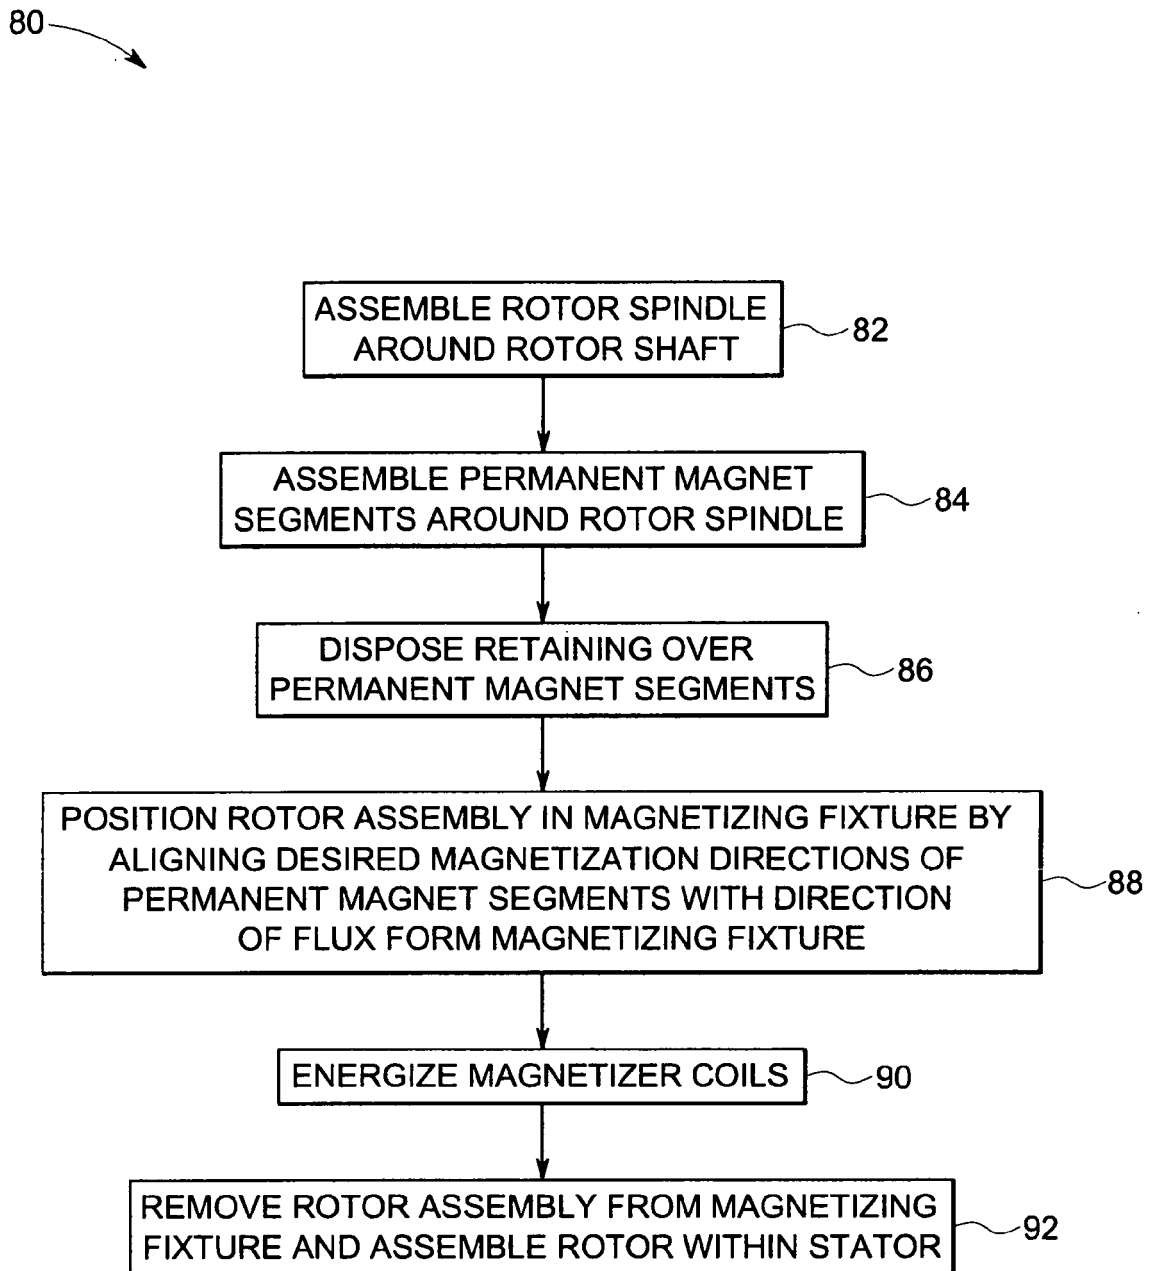 80
ASSEMBLE ROTOR SPINDLE
AROUND ROTOR SHAFT
82
ASSEMBLE PERMANENT MAGNET
SEGMENTS AROUND ROTOR SPINDLE
84
DISPOSE RETAINING OVER
PERMANENT MAGNET SEGMENTS
86
POSITION ROTOR ASSEMBLY IN MAGNETIZING FIXTURE BY
ALIGNING DESIRED MAGNETIZATION DIRECTIONS OF
PERMANENT MAGNET SEGMENTS WITH DIRECTION
OF FLUX FORM MAGNETIZING FIXTURE
88
ENERGIZE MAGNETIZER COILS
90
REMOVE ROTOR ASSEMBLY FROM MAGNETIZING
FIXTURE AND ASSEMBLE ROTOR WITHIN STATOR
92